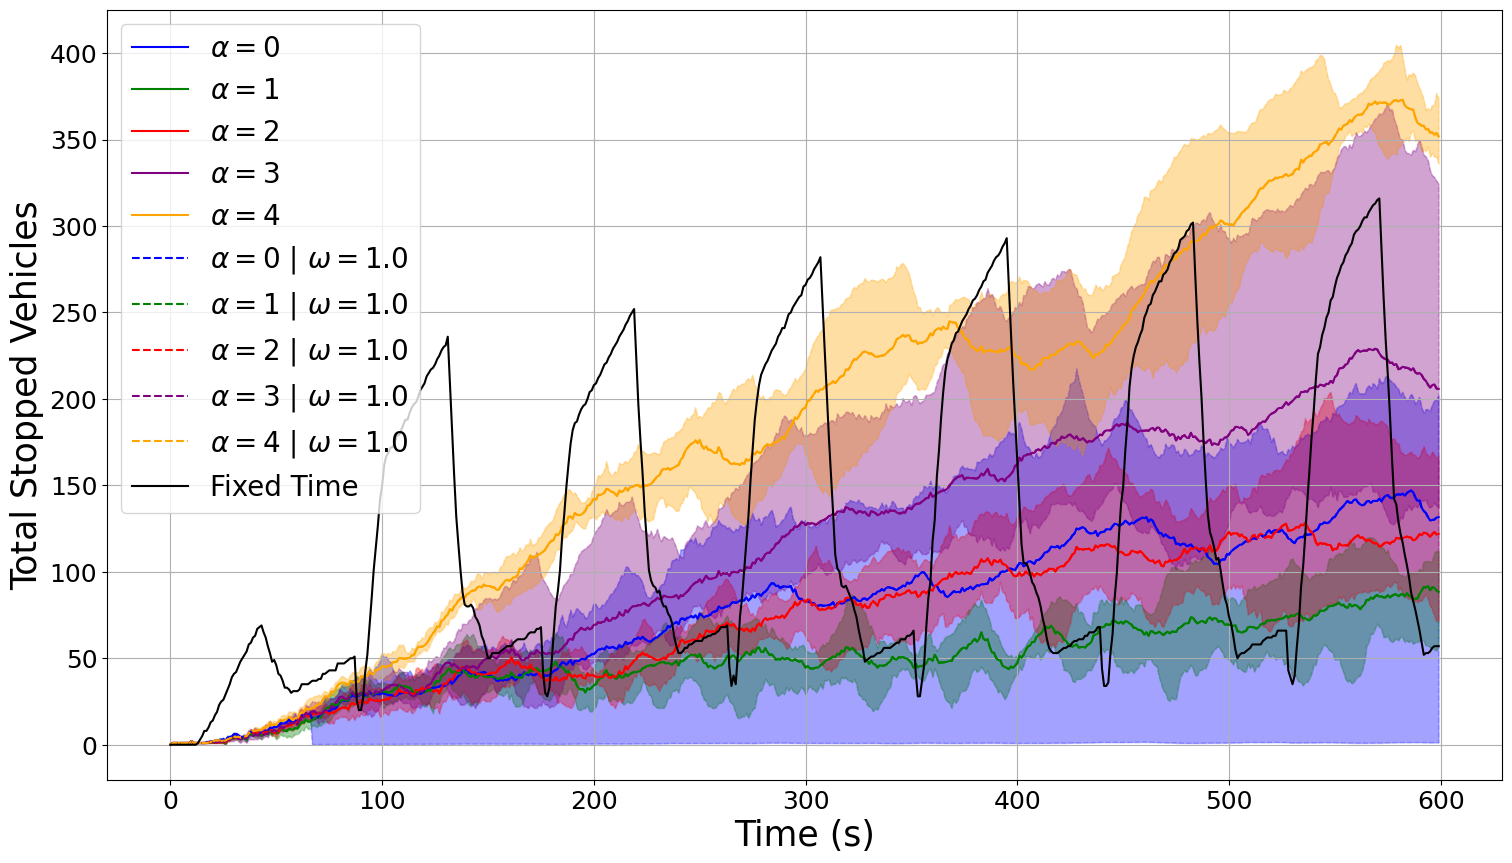 400
350
300
250
200
150
100
50
0
Total Stopped Vehicles
α = 0
α = 1
α = 2
α = 3
α = 4
α = 0 | ω = 1.0
α = 1 | ω = 1.0
α = 2 | ω = 1.0
α = 3 | ω = 1.0
α = 4 | ω = 1.0
Fixed Time
0 100 200 300 400 500 600
Time (s)